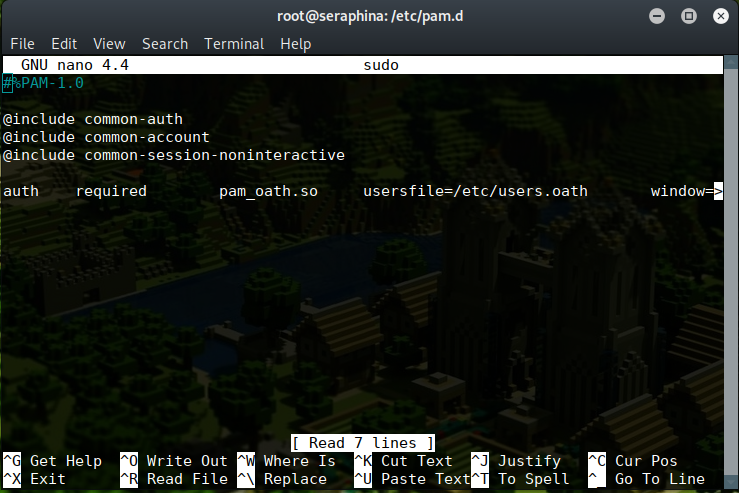 root@seraphina: /etc/pam.d
File Edit View Search Terminal Help
GNU nano 4.4 sudo
#%PAM-1.0
@include common-auth
@include common-account
@include common-session-noninteractive
auth required pam_oath.so usersfile=/etc/users.oath window=>
[ Read 7 lines ]
^G Get Help ^O Write Out ^W Where Is ^K Cut Text ^J Justify ^C Cur Pos
^X Exit ^R Read File ^\ Replace ^U Paste Text ^T To Spell ^_ Go To Line